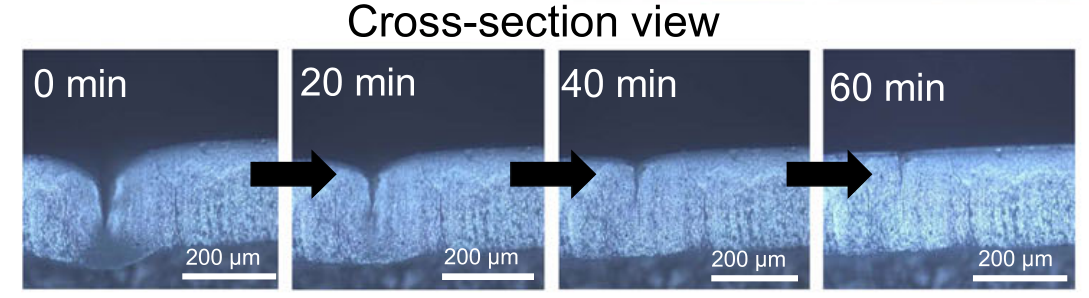 Cross-section view
0 min
20 min
40 min
60 min
200 µm
200 µm
200 µm
200 µm